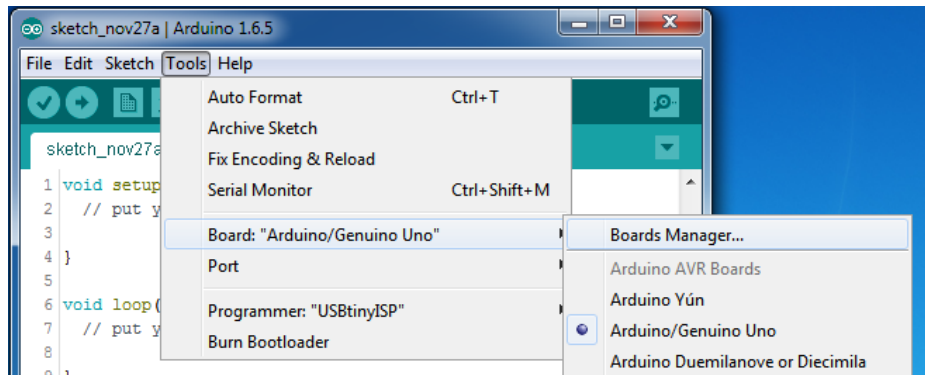 sketch_nov27a | Arduino 1.6.5
File Edit Sketch Tools Help
Auto Format Ctrl+T
Archive Sketch
sketch_nov27a
Fix Encoding & Reload
Serial Monitor Ctrl+Shift+M
1 void setup
2 // put y
3
4 }
5
6 void loop(
7 // put y
8
9 }
Board: "Arduino/Genuino Uno"
Port
Programmer: "USBtinyISP"
Burn Bootloader
Boards Manager...
Arduino AVR Boards
Arduino Yún
Arduino/Genuino Uno
Arduino Duemilanove or Diecimila